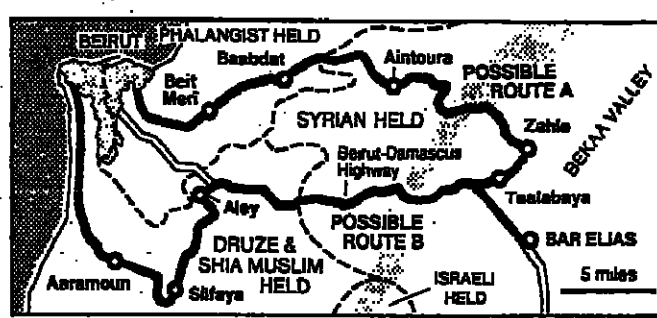 BEIRUT
PHALANGIST HELD
Baabdat
Aintoura
Beit
Meri
POSSIBLE
ROUTE A
BEKAA VALLEY
SYRIAN HELD
Zahle
Beirut-Damascus
Highway
Taalabaya
Aley
POSSIBLE
ROUTE B
BAR ELIAS
DRUZE &
SHIA MUSLIM
HELD
ISRAELI
HELD
5 miles
Aaramoun
Silfaya